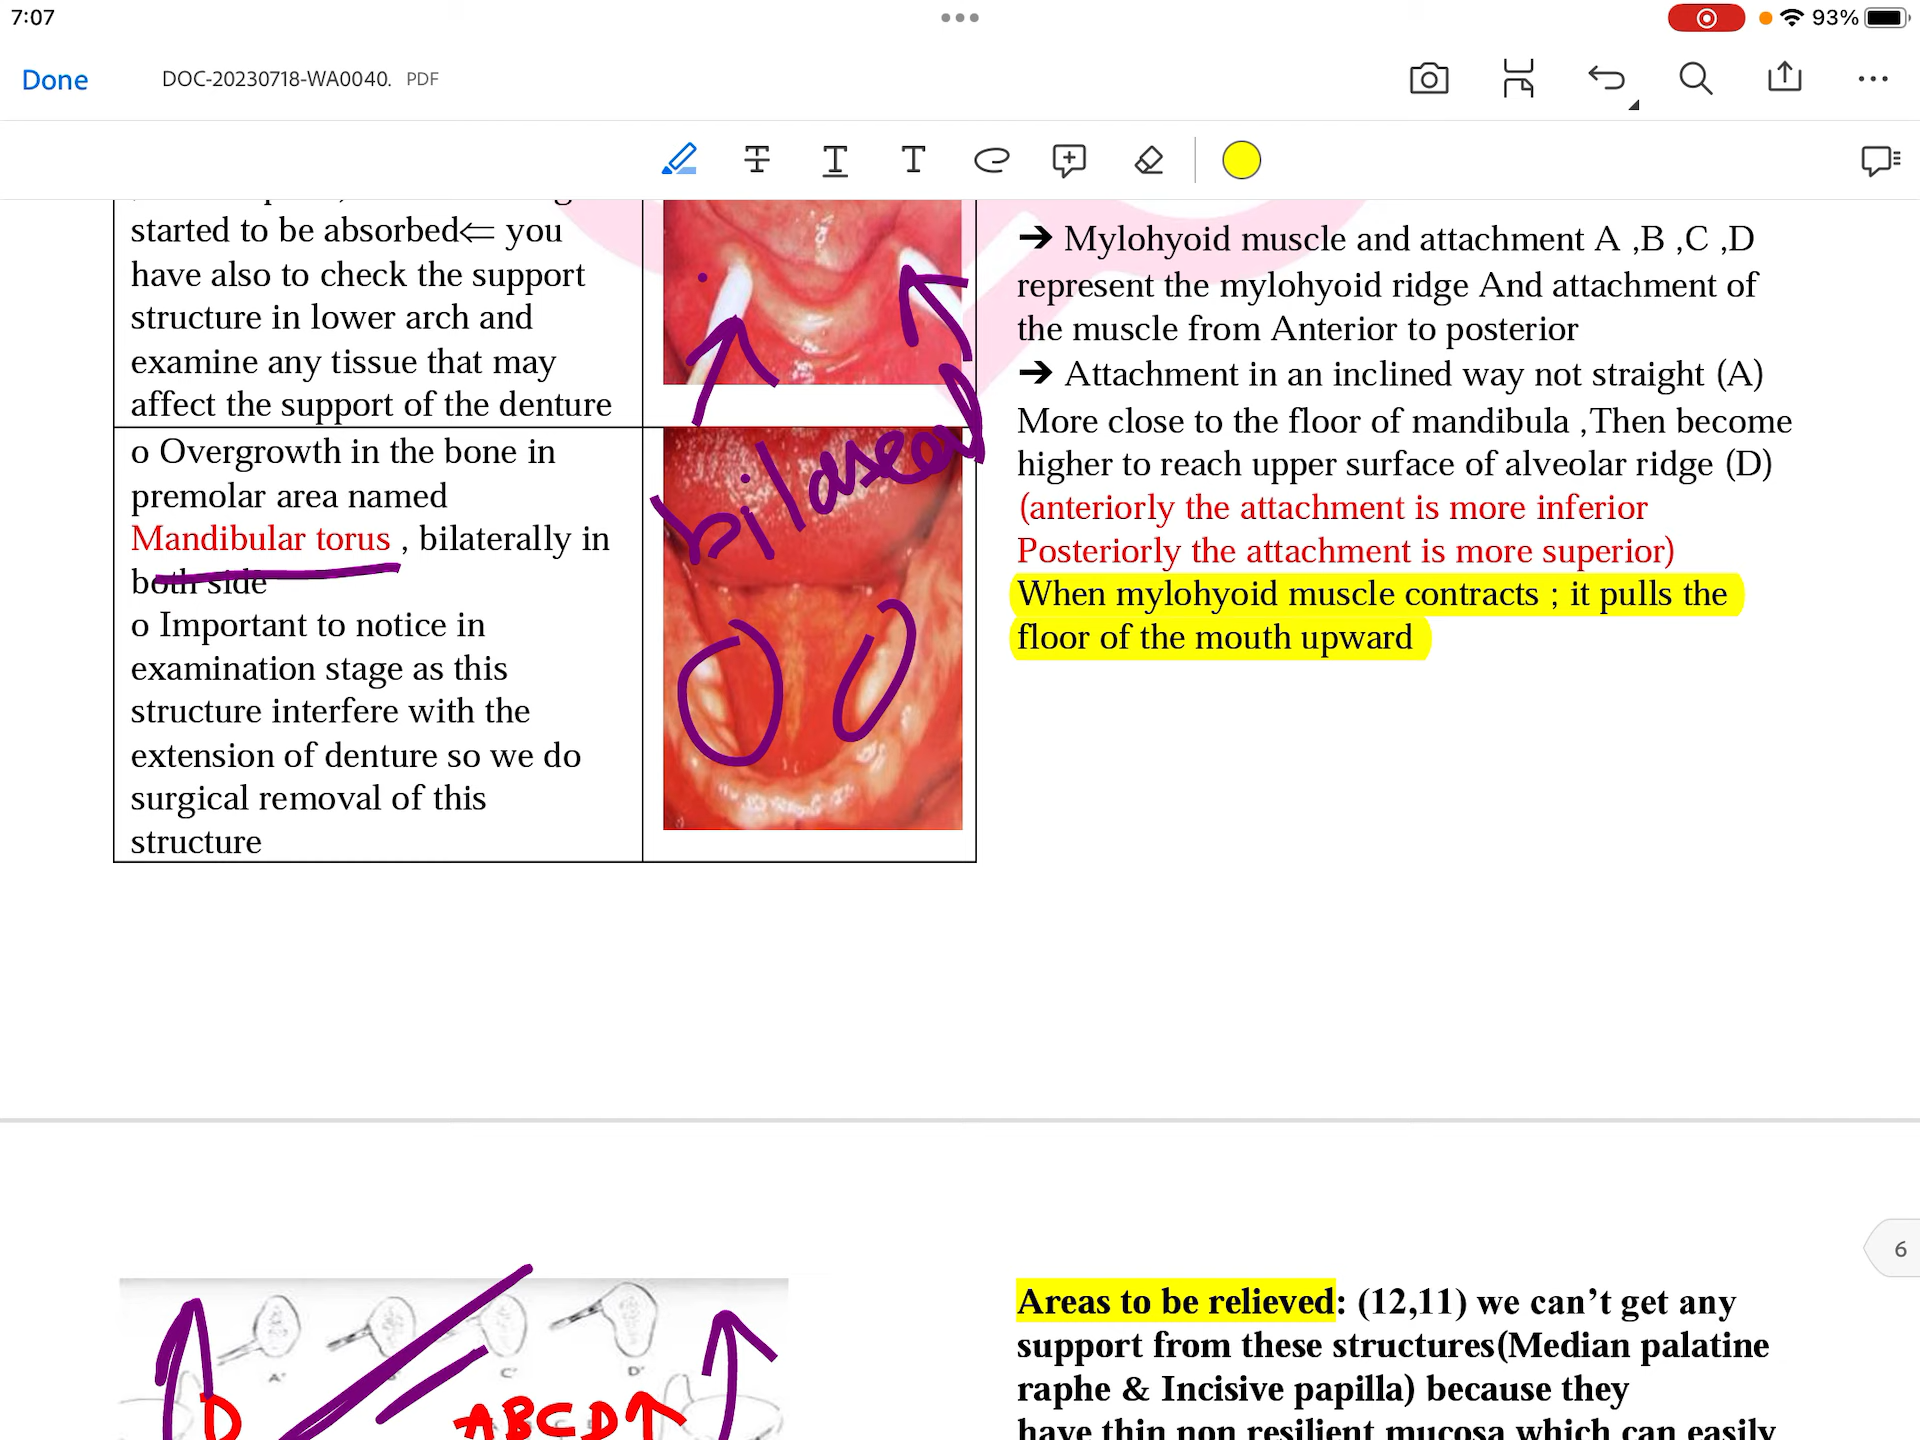 7:07
93%
Done
DOC-20230718-WA0040. PDF
started to be absorbed⇐ you
have also to check the support
structure in lower arch and
examine any tissue that may
affect the support of the denture
o Overgrowth in the bone in
premolar area named
Mandibular torus , bilaterally in
both side
o Important to notice in
examination stage as this
structure interfere with the
extension of denture so we do
surgical removal of this
structure
➔ Mylohyoid muscle and attachment A ,B ,C ,D
represent the mylohyoid ridge And attachment of
the muscle from Anterior to posterior
➔ Attachment in an inclined way not straight (A)
More close to the floor of mandibula ,Then become
higher to reach upper surface of alveolar ridge (D)
(anteriorly the attachment is more inferior
Posteriorly the attachment is more superior)
When mylohyoid muscle contracts ; it pulls the
floor of the mouth upward
6
A' C' D'
D
ABCD
Areas to be relieved: (12,11) we can't get any
support from these structures(Median palatine
raphe & Incisive papilla) because they
have thin non resilient mucosa which can easily